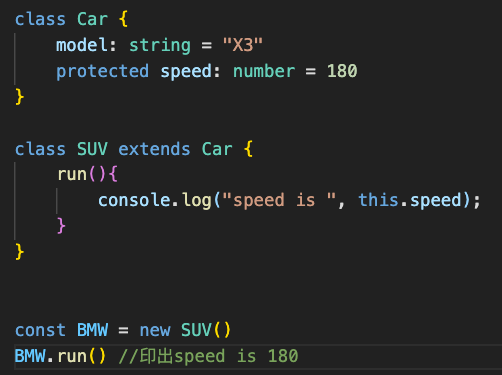 class Car {
    model: string = "X3"
    protected speed: number = 180
}
class SUV extends Car {
    run(){
        console.log("speed is ", this.speed);
    }
}
const BMW = new SUV()
BMW.run() //印出speed is 180